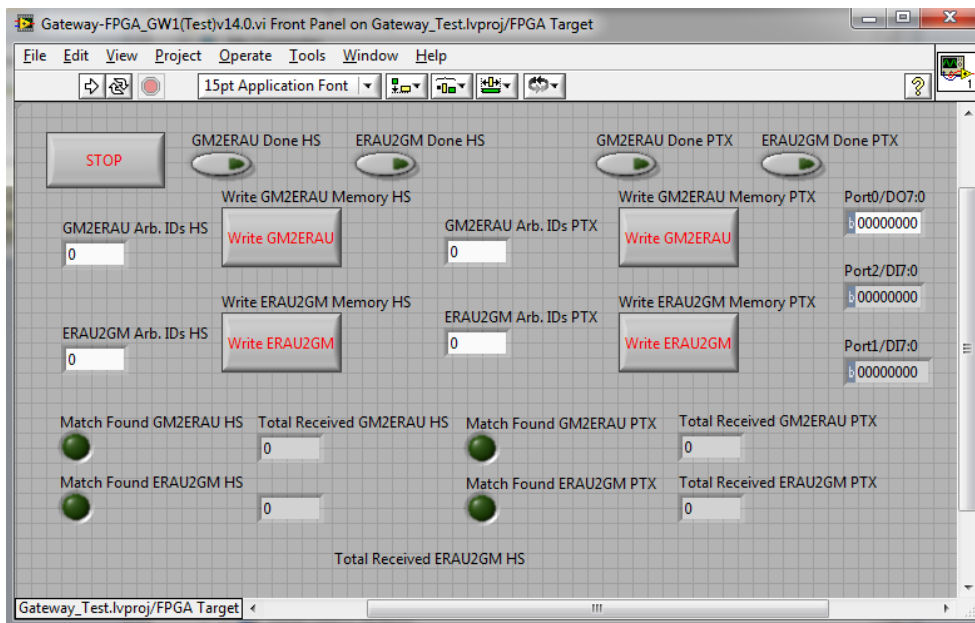 Gateway-FPGA_GW1(Test)v14.0.vi Front Panel on Gateway_Test.lvproj/FPGA Target
File Edit View Project Operate Tools Window Help
15pt Application Font
1
STOP
GM2ERAU Done HS
ERAU2GM Done HS
GM2ERAU Done PTX
ERAU2GM Done PTX
Write GM2ERAU Memory HS
Write GM2ERAU Memory PTX
Port0/DO7:0
GM2ERAU Arb. IDs HS
Write GM2ERAU
GM2ERAU Arb. IDs PTX
Write GM2ERAU
b 00000000
0
0
Port2/DI7:0
b 00000000
Write ERAU2GM Memory HS
Write ERAU2GM Memory PTX
ERAU2GM Arb. IDs HS
Write ERAU2GM
ERAU2GM Arb. IDs PTX
Write ERAU2GM
Port1/DI7:0
0
0
b 00000000
Match Found GM2ERAU HS
Total Received GM2ERAU HS
Match Found GM2ERAU PTX
Total Received GM2ERAU PTX
0
0
Match Found ERAU2GM HS
Match Found ERAU2GM PTX
Total Received ERAU2GM PTX
0
0
Total Received ERAU2GM HS
Gateway_Test.lvproj/FPGA Target